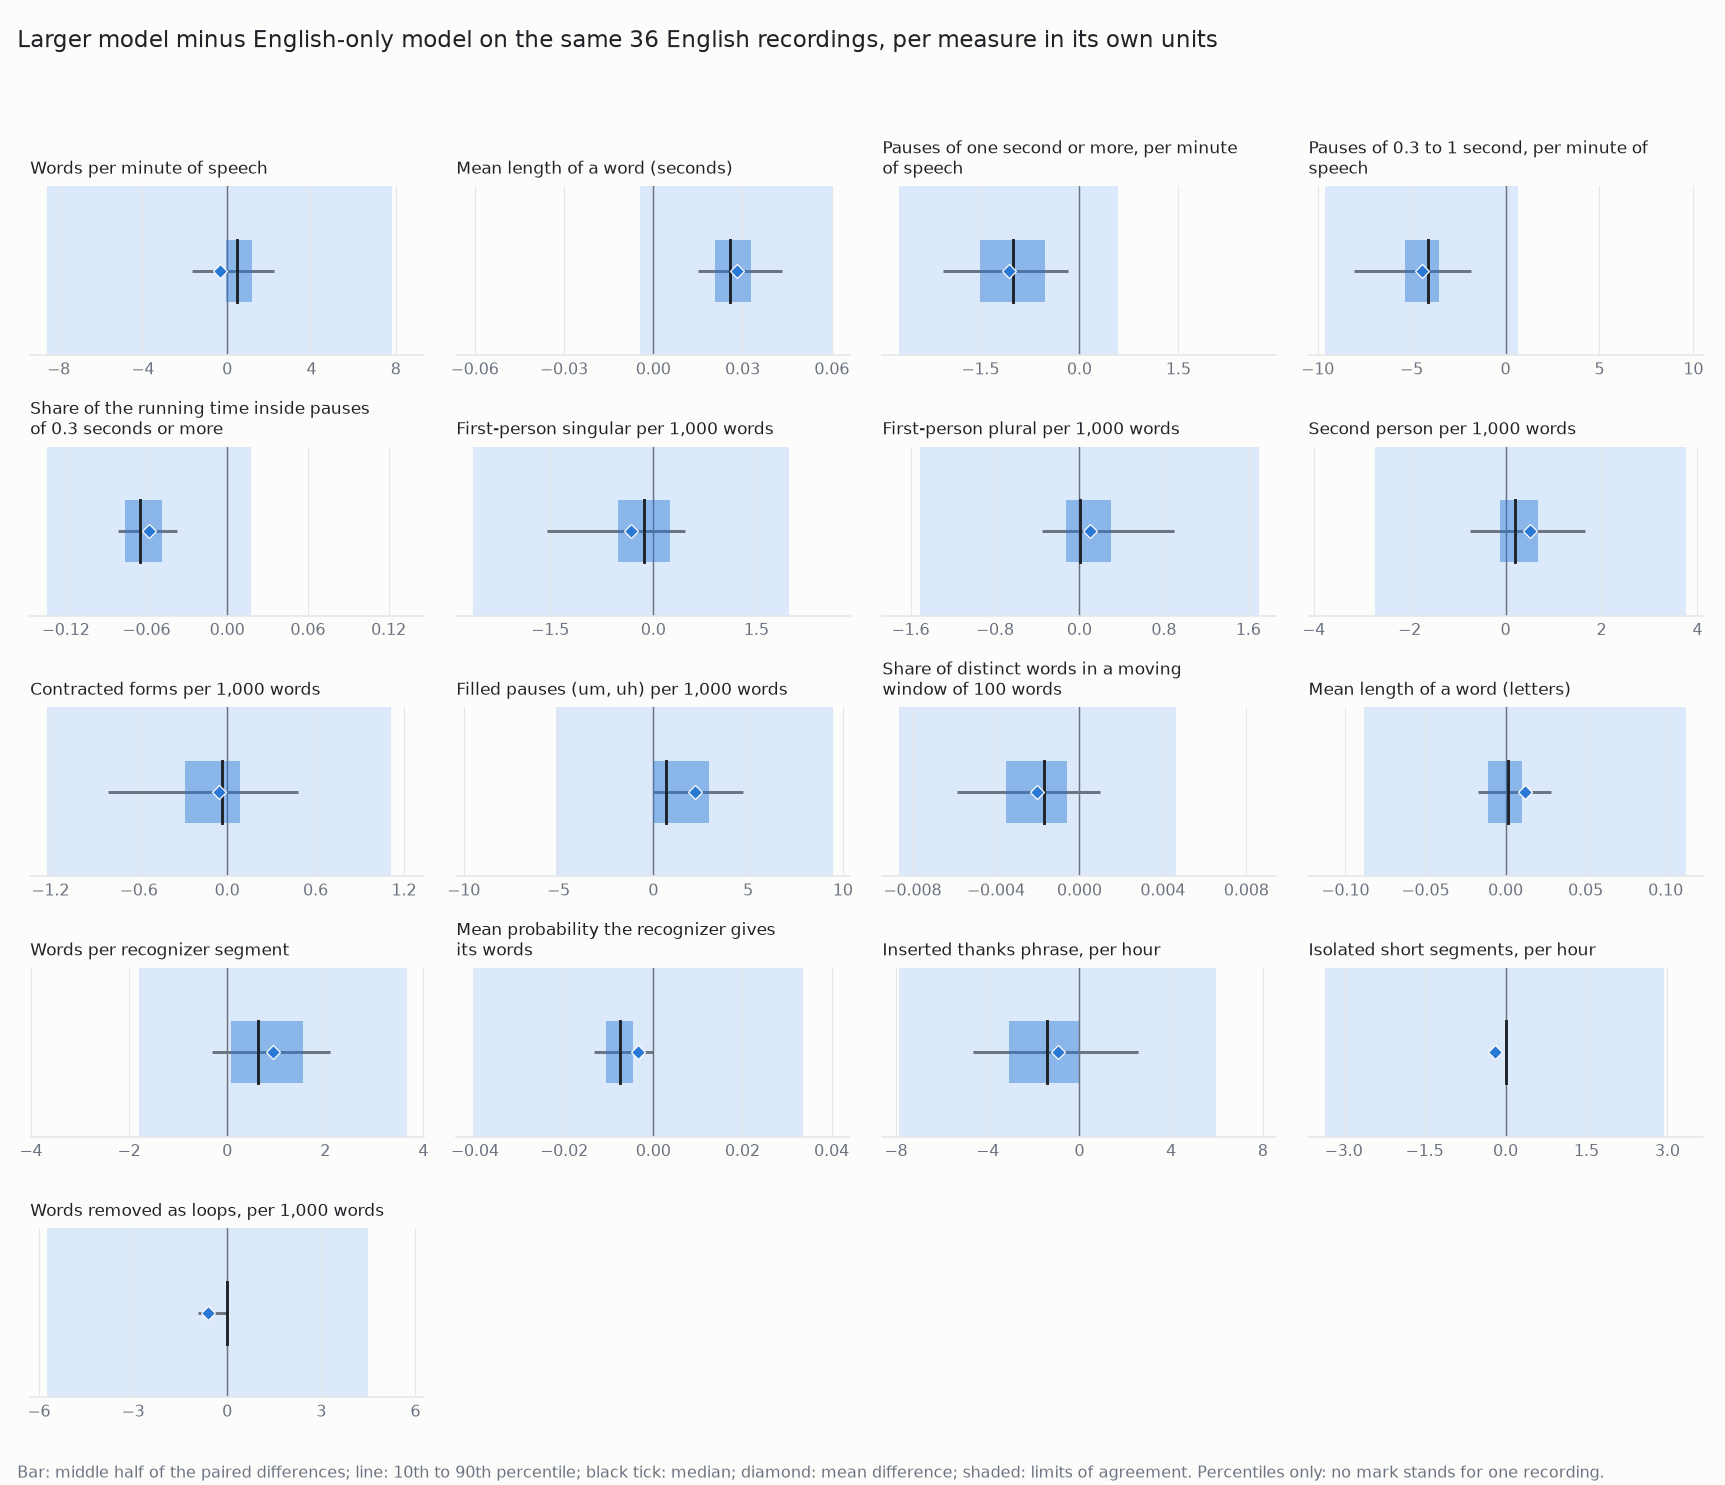 Larger model minus English-only model on the same 36 English recordings, per measure in its own units
Words per minute of speech
−8 −4 0 4 8
Mean length of a word (seconds)
−0.06 −0.03 0.00 0.03 0.06
Pauses of one second or more, per minute
of speech
−1.5 0.0 1.5
Pauses of 0.3 to 1 second, per minute of
speech
−10 −5 0 5 10
Share of the running time inside pauses
of 0.3 seconds or more
−0.12 −0.06 0.00 0.06 0.12
First-person singular per 1,000 words
−1.5 0.0 1.5
First-person plural per 1,000 words
−1.6 −0.8 0.0 0.8 1.6
Second person per 1,000 words
−4 −2 0 2 4
Contracted forms per 1,000 words
−1.2 −0.6 0.0 0.6 1.2
Filled pauses (um, uh) per 1,000 words
−10 −5 0 5 10
Share of distinct words in a moving
window of 100 words
−0.008 −0.004 0.000 0.004 0.008
Mean length of a word (letters)
−0.10 −0.05 0.00 0.05 0.10
Words per recognizer segment
−4 −2 0 2 4
Mean probability the recognizer gives
its words
−0.04 −0.02 0.00 0.02 0.04
Inserted thanks phrase, per hour
−8 −4 0 4 8
Isolated short segments, per hour
−3.0 −1.5 0.0 1.5 3.0
Words removed as loops, per 1,000 words
−6 −3 0 3 6
Bar: middle half of the paired differences; line: 10th to 90th percentile; black tick: median; diamond: mean difference; shaded: limits of agreement. Percentiles only: no mark stands for one recording.